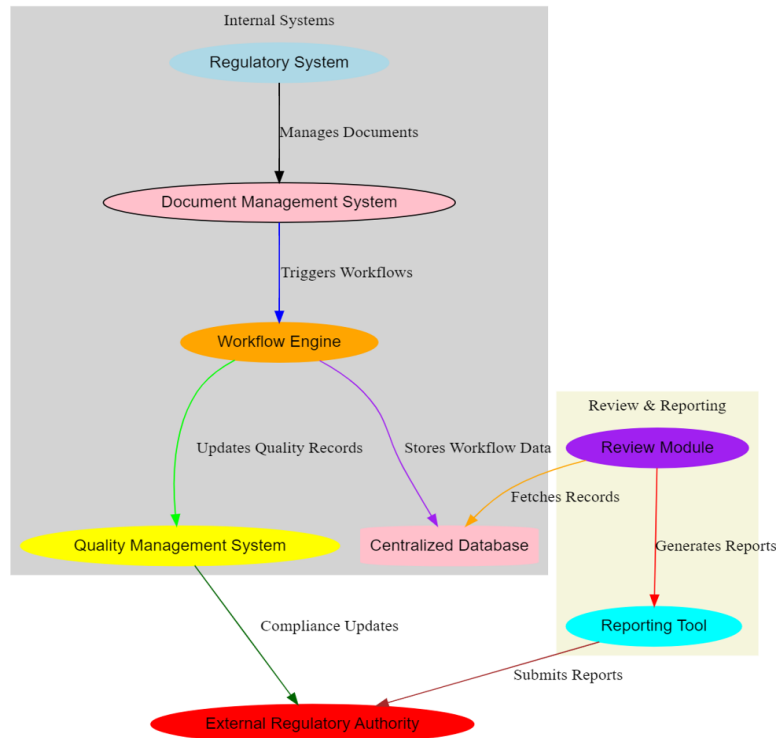 Internal Systems
Regulatory System
Manages Documents
Document Management System
Triggers Workflows
Workflow Engine
Review & Reporting
Updates Quality Records
Stores Workflow Data
Review Module
Fetches Records
Quality Management System
Centralized Database
Generates Reports
Compliance Updates
Reporting Tool
Submits Reports
External Regulatory Authority